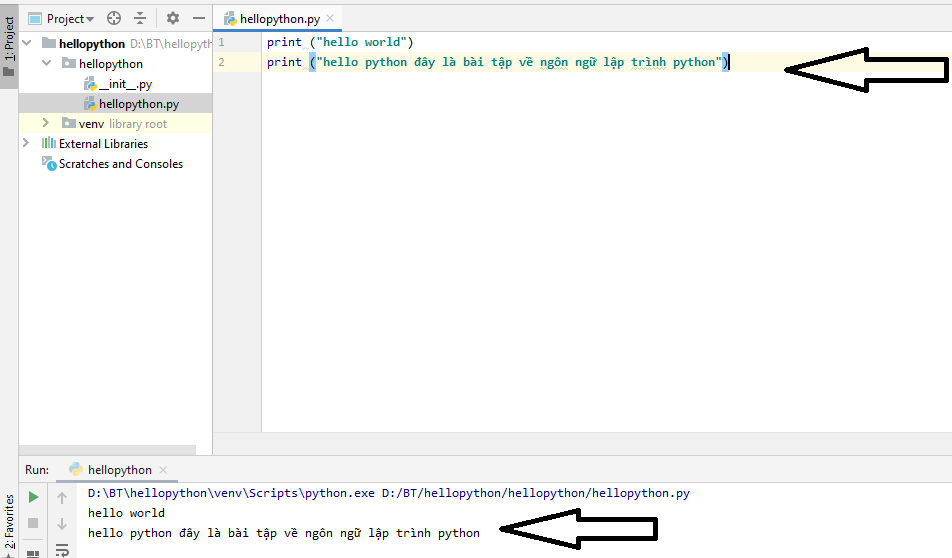 1: Project
Project
hellopython.py
hellopython D:\BT\hellopyth
hellopython
__init__.py
hellopython.py
venv library root
External Libraries
Scratches and Consoles
1 print ("hello world")
2 print ("hello python đây là bài tập về ngôn ngữ lập trình python")
Run: hellopython
D:\BT\hellopython\venv\Scripts\python.exe D:/BT/hellopython/hellopython/hellopython.py
hello world
hello python đây là bài tập về ngôn ngữ lập trình python
2: Favorites